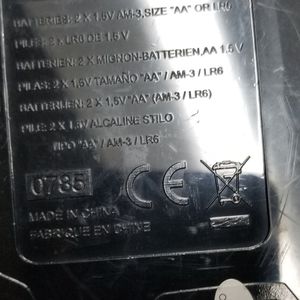 BATTERIES: 2 X 1,5V AM-3, SIZE "AA" OR LR6
PILES: 2 X LR6 DE 1,5 V
BATTERIEN: 2 X MIGNON-BATTERIEN, AA 1,5 V
PILAS: 2 X 1,5V TAMAÑO "AA" / AM-3 / LR6
BATTERIJEN: 2 X 1,5V "AA" (AM-3 / LR6)
PILE: 2 X 1,5V ALCALINE STILO
TIPO "AA" / AM-3 / LR6
0785
CE
MADE IN CHINA
FABRIQUE EN CHINE